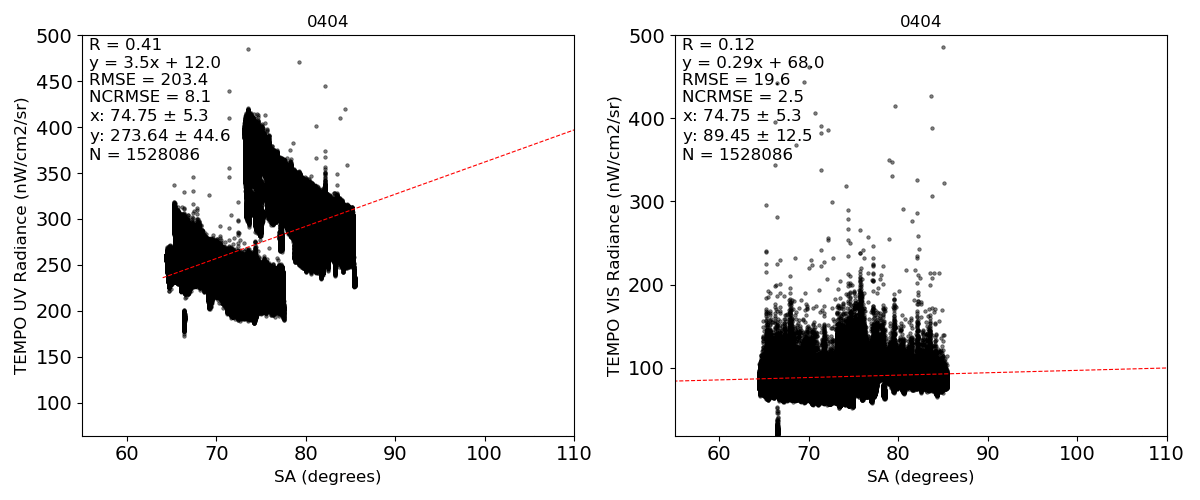 0404
R = 0.41
y = 3.5x + 12.0
RMSE = 203.4
NCRMSE = 8.1
x: 74.75 ± 5.3
y: 273.64 ± 44.6
N = 1528086
500
450
400
350
300
250
200
150
100
60
70
80
90
100
110
TEMPO UV Radiance (nW/cm2/sr)
SA (degrees)
0404
R = 0.12
y = 0.29x + 68.0
RMSE = 19.6
NCRMSE = 2.5
x: 74.75 ± 5.3
y: 89.45 ± 12.5
N = 1528086
500
400
300
200
100
60
70
80
90
100
110
TEMPO VIS Radiance (nW/cm2/sr)
SA (degrees)